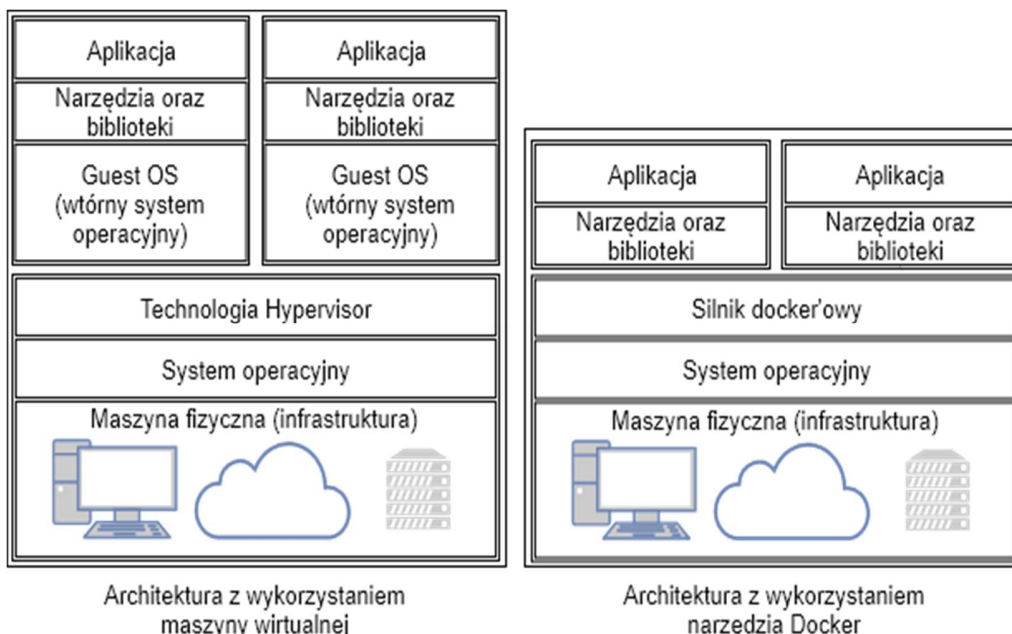 Aplikacja
Narzędzia oraz
biblioteki
Guest OS
(wtórny system
operacyjny)
Aplikacja
Narzędzia oraz
biblioteki
Guest OS
(wtórny system
operacyjny)
Technologia Hypervisor
System operacyjny
Maszyna fizyczna (infrastruktura)
Architektura z wykorzystaniem
maszyny wirtualnej
Aplikacja
Narzędzia oraz
biblioteki
Aplikacja
Narzędzia oraz
biblioteki
Silnik docker'owy
System operacyjny
Maszyna fizyczna (infrastruktura)
Architektura z wykorzystaniem
narzędzia Docker